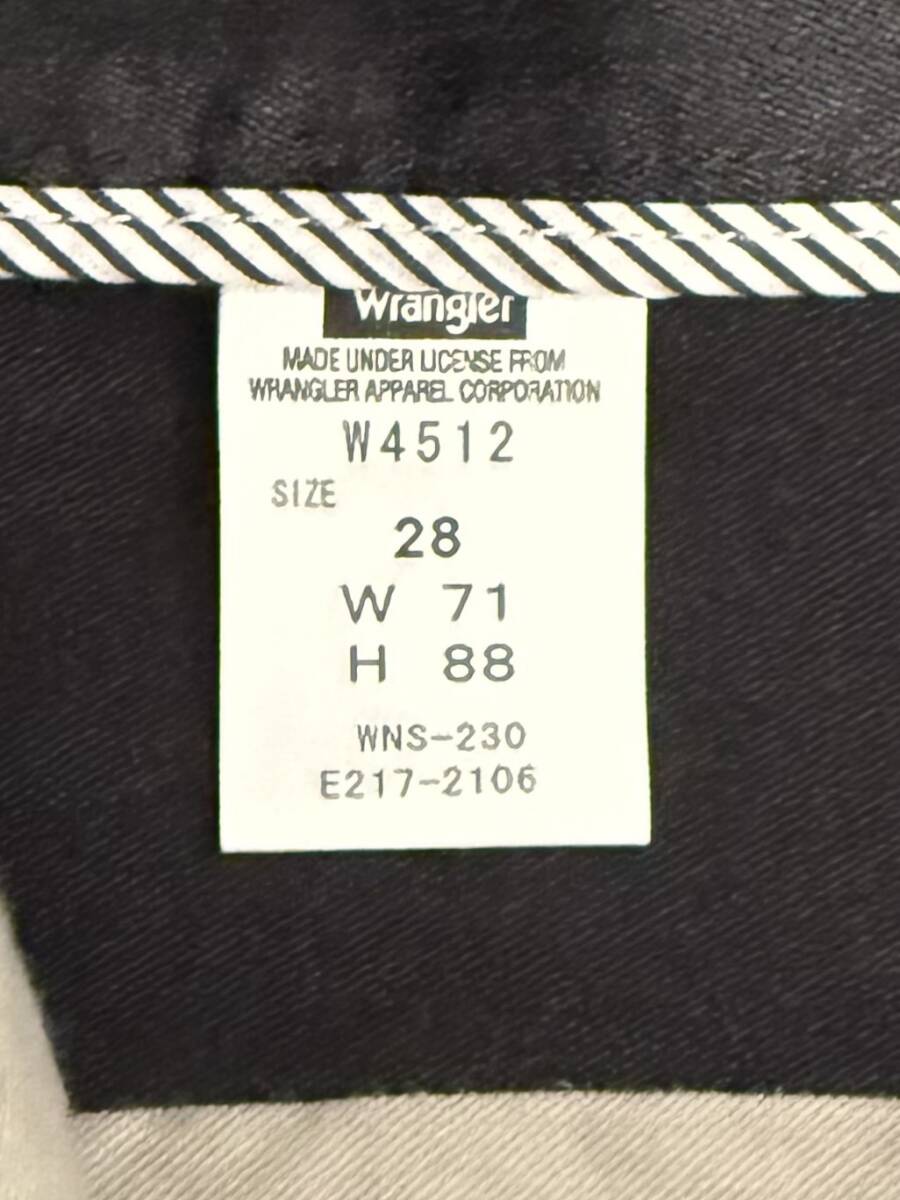 Wrangler
MADE UNDER LICENSE FROM
WRANGLER APPAREL CORPORATION
W4512
SIZE
28
W 71
H 88
WNS-230
E217-2106